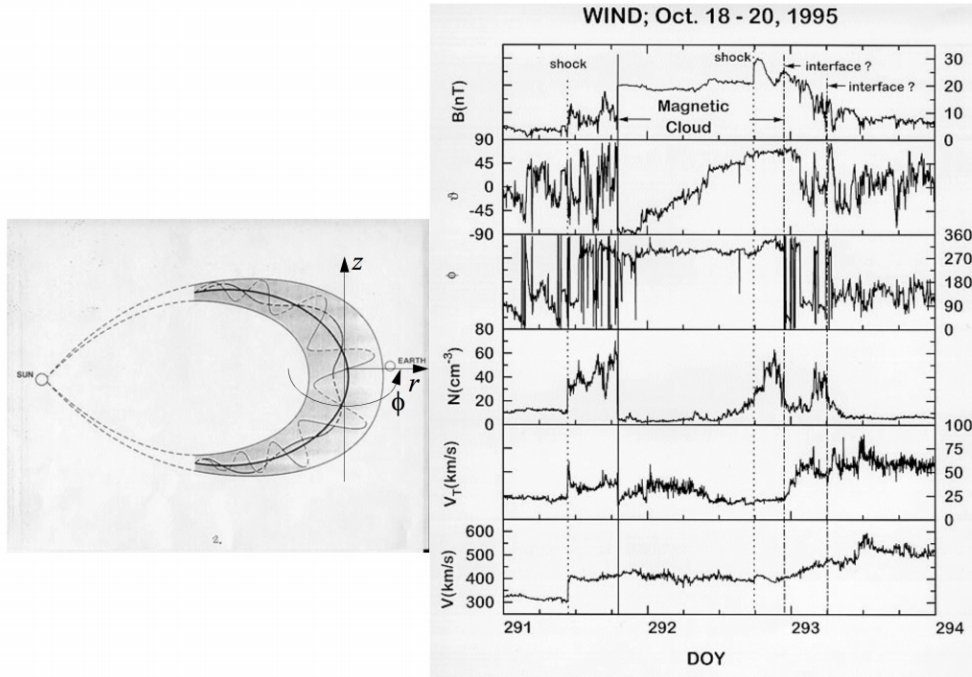 z
SUN
EARTH
r
ϕ
2.
WIND; Oct. 18 - 20, 1995
shock
shock
interface ?
interface ?
Magnetic
Cloud
B(nT)
30
20
10
0
ϑ
90
45
0
-45
-90
ϕ
360
270
180
90
0
N(cm⁻³)
80
60
40
20
0
V_T(km/s)
100
75
50
25
0
V(km/s)
600
500
400
300
291
292
293
294
DOY